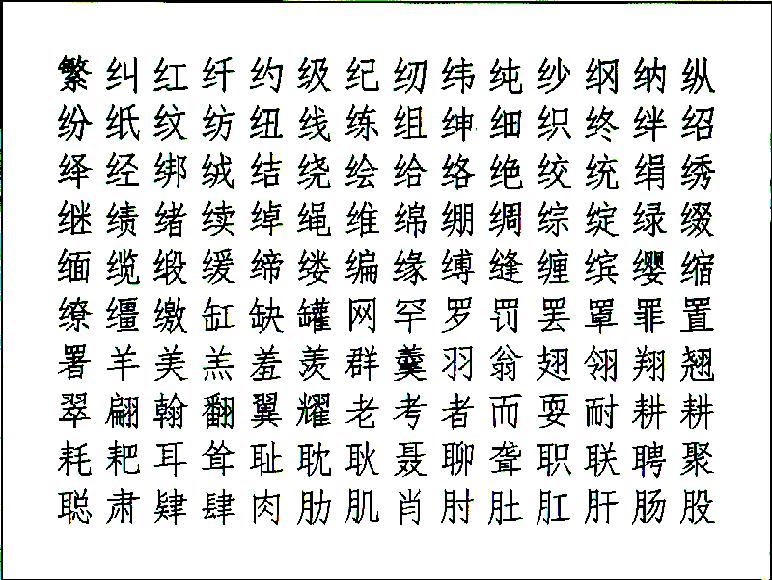 繁纠红纤约级纪纫纬纯纱纲纳纵
纷纸纹纺纽线练组绅细织终绊绍
绎经绑绒结绕绘给络绝绞统绢绣
继绩绪续绰绳维绵绷绸综绽绿缀
缅缆缎缓缔缕编缘缚缝缠缤缨缩
缭缰缴缸缺罐网罕罗罚罢罩罪置
署羊美羔羞羡群羹羽翁翅翎翔翘
翠翩翰翻翼耀老考者而耍耐耕耕
耗耙耳耸耻耽耿聂聊聋职联聘聚
聪肃肄肆肉肋肌肖肘肚肛肝肠股